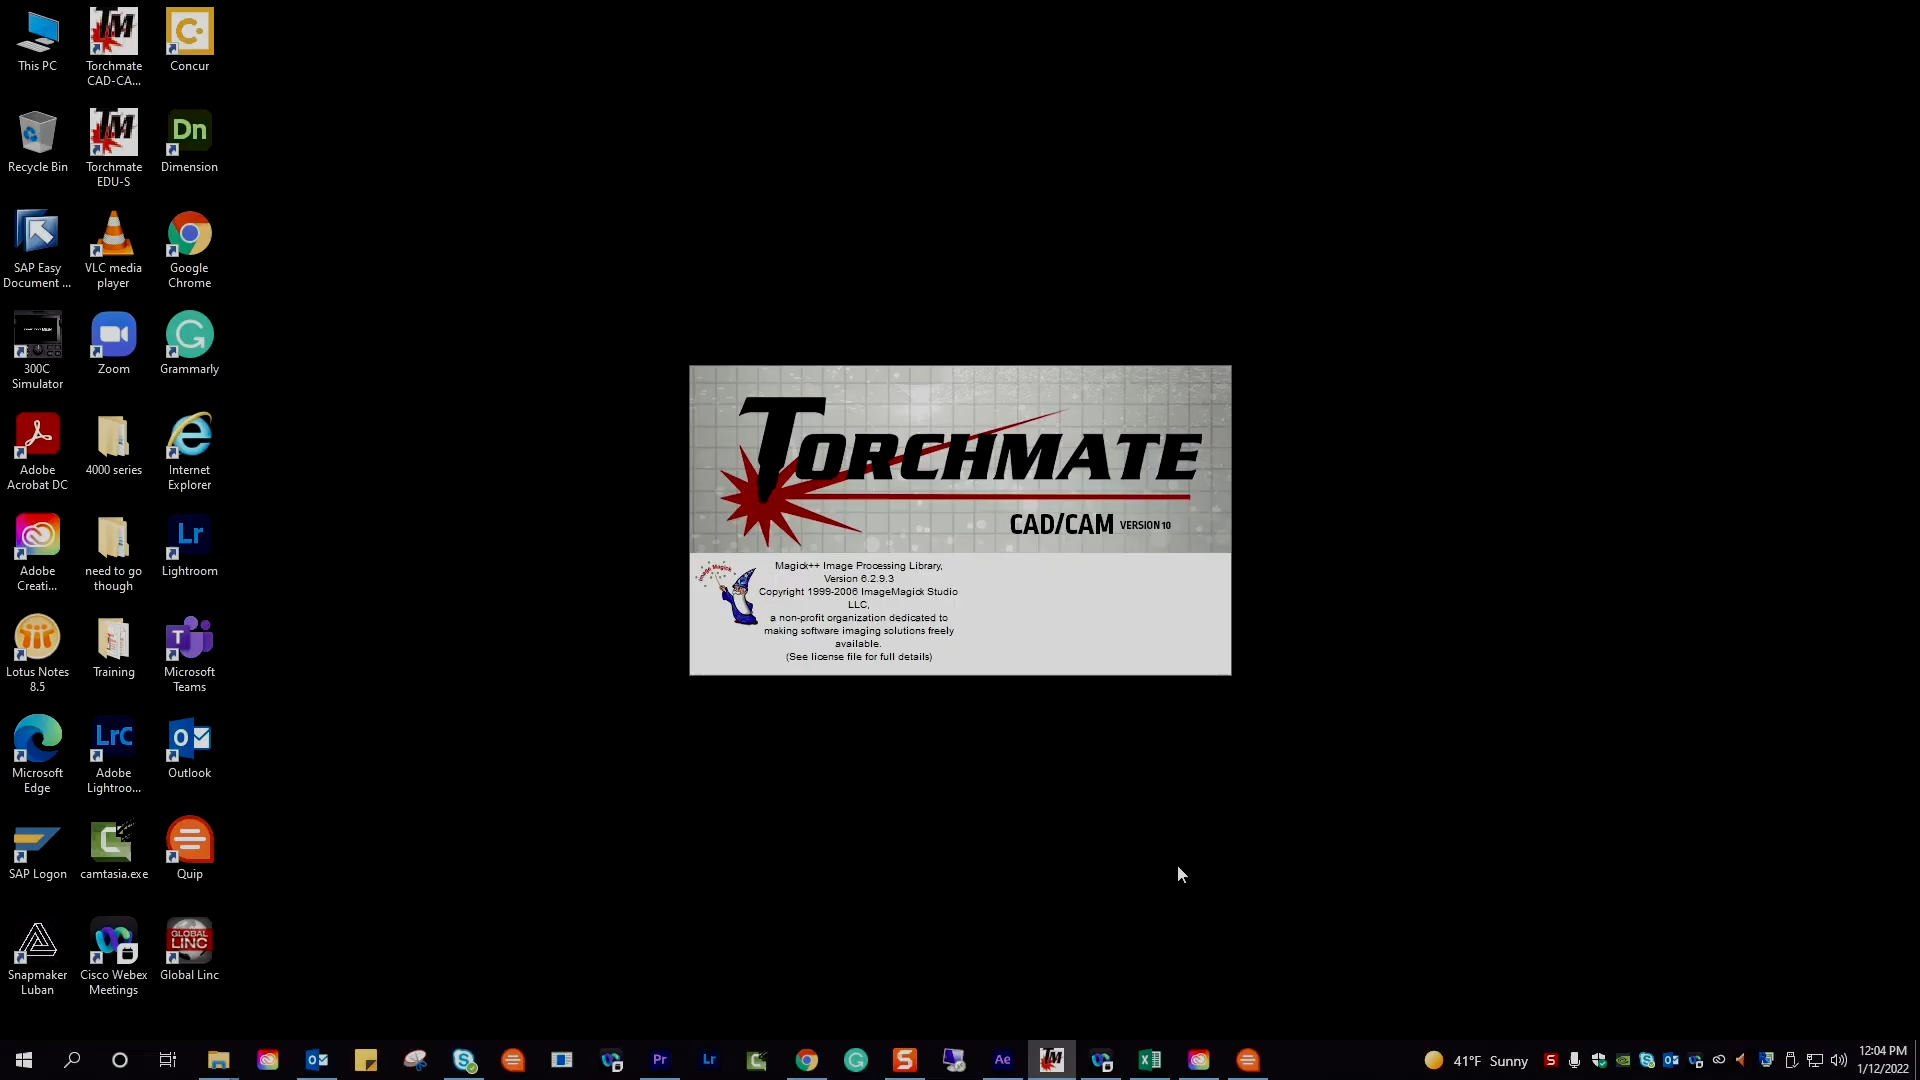 This PC
Torchmate
CAD-CA...
Concur
Recycle Bin
Torchmate
EDU-S
Dn
Dimension
SAP Easy
Document ...
VLC media
player
Google
Chrome
300C
Simulator
Zoom
Grammarly
Adobe
Acrobat DC
4000 series
Internet
Explorer
Adobe
Creati...
need to go
though
Lr
Lightroom
Lotus Notes
8.5
Training
Microsoft
Teams
Microsoft
Edge
LrC
Adobe
Lightroo...
Outlook
SAP Logon
camtasia.exe
Quip
Snapmaker
Luban
Cisco Webex
Meetings
GLOBAL
LINC
Global Linc
TORCHMATE
CAD/CAM VERSION 10
Image Magick
Magick++ Image Processing Library,
Version 6.2.9.3
Copyright 1999-2006 ImageMagick Studio
LLC,
a non-profit organization dedicated to
making software imaging solutions freely
available.
(See license file for full details)
Pr
Lr
Ae
TM
41°F Sunny
12:04 PM
1/12/2022